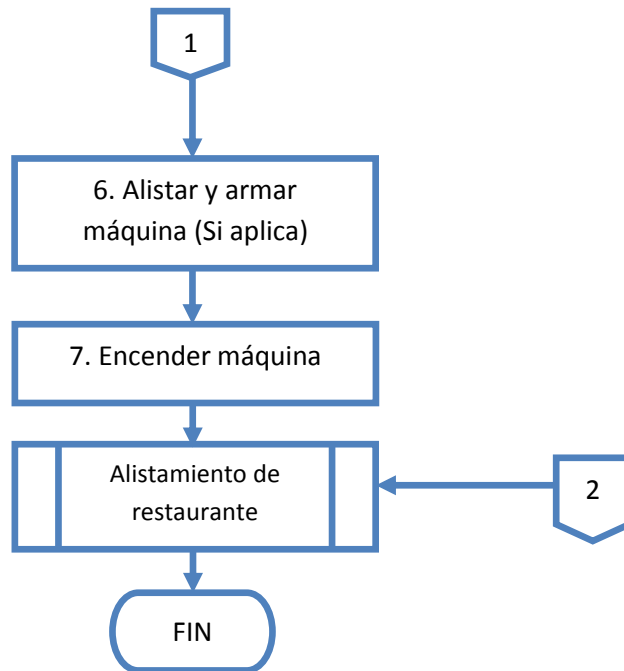 1
6. Alistar y armar
máquina (Si aplica)
7. Encender máquina
Alistamiento de
restaurante
2
FIN